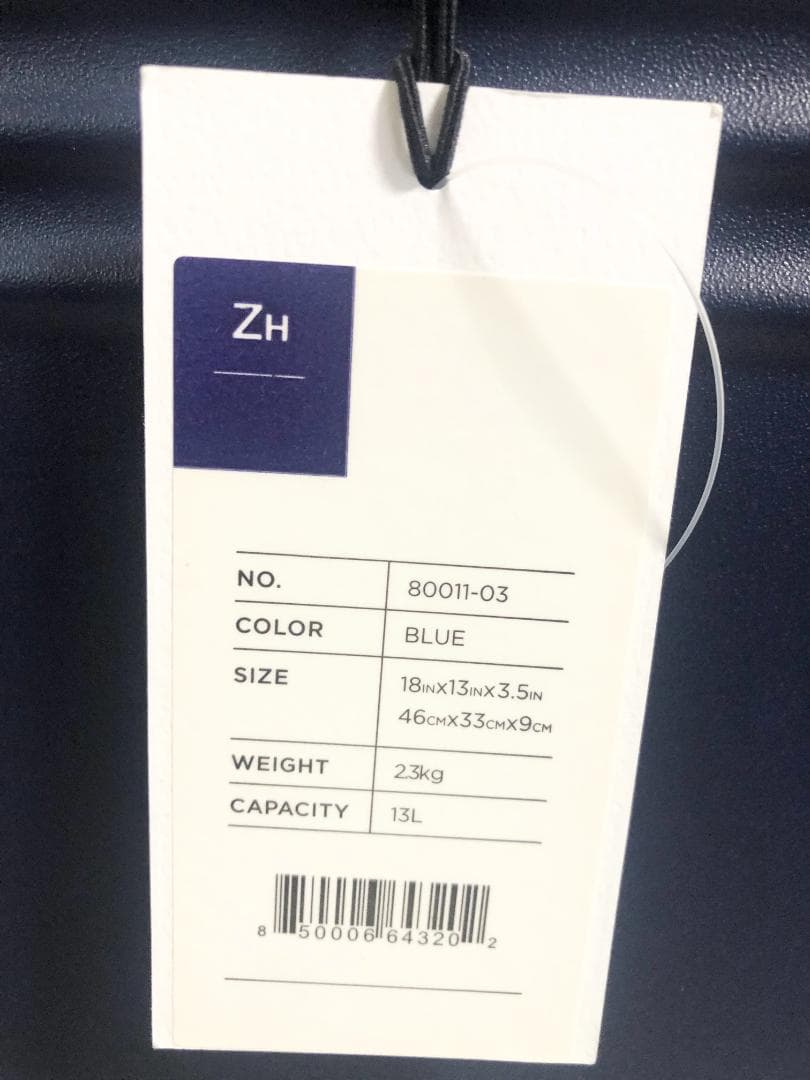 ZH
NO. 80011-03
COLOR BLUE
SIZE 18INX13INX3.5IN
46CMX33CMX9CM
WEIGHT 2.3kg
CAPACITY 13L
8 50006 64320 2